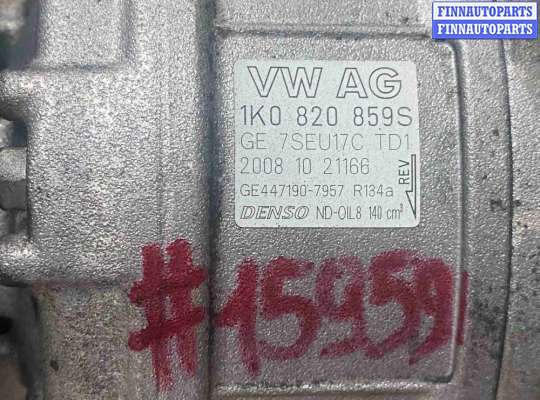 FINNAUTOPARTS
FINNAUTOPARTS
VW AG
1K0 820 859S
GE 7SEU17C TD1
2008 10 21166
GE447190-7957 R134a
REV
DENSO ND-OIL8 140 cm³
#159591